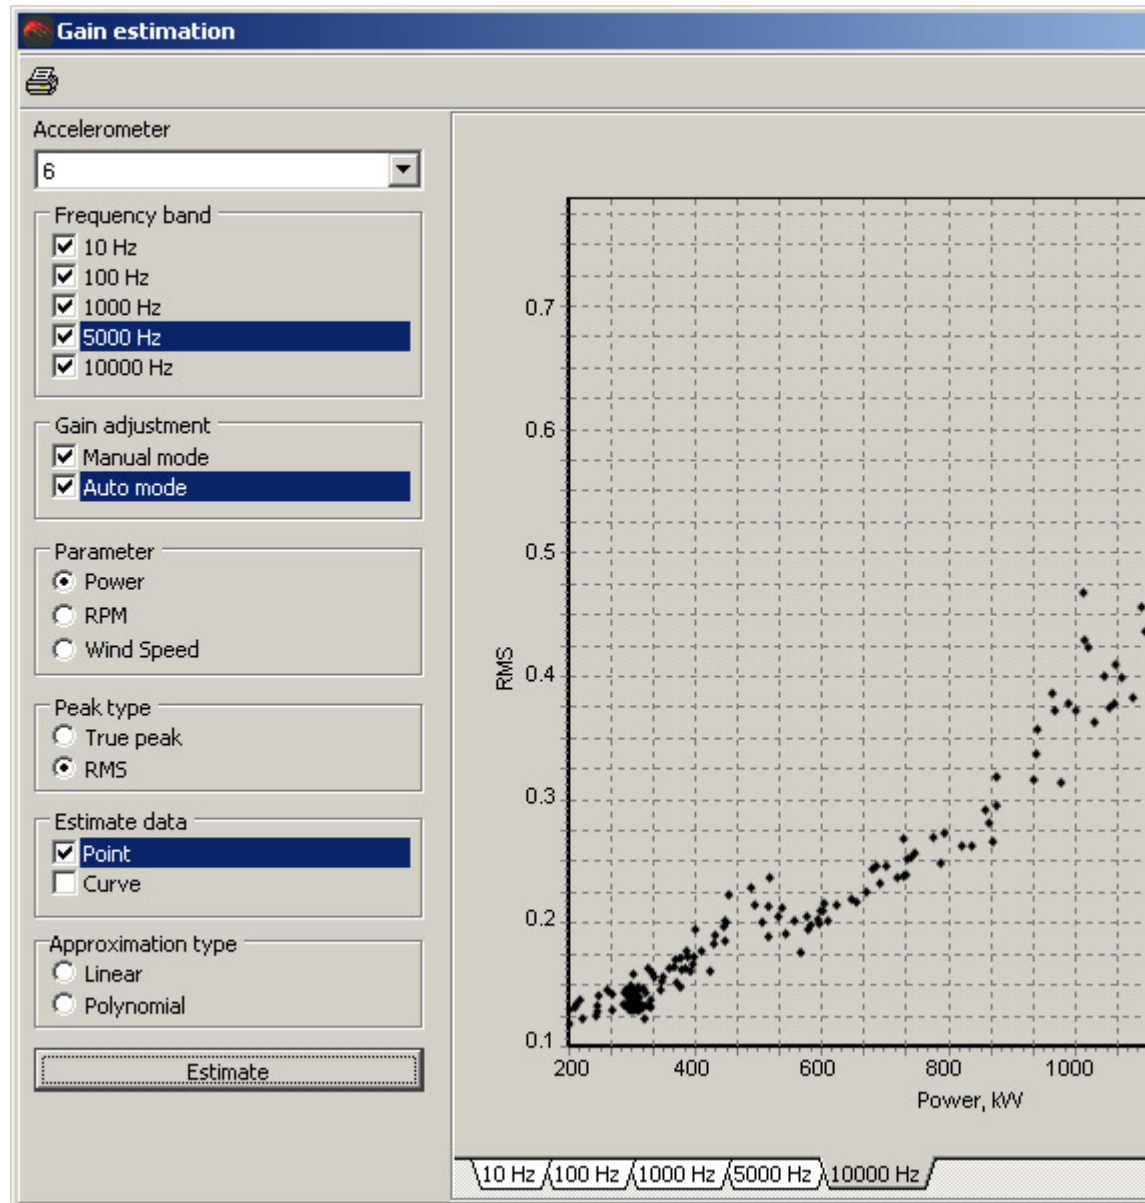 Gain estimation
Accelerometer
6
Frequency band
10 Hz
100 Hz
1000 Hz
5000 Hz
10000 Hz
Gain adjustment
Manual mode
Auto mode
Parameter
Power
RPM
Wind Speed
Peak type
True peak
RMS
Estimate data
Point
Curve
Approximation type
Linear
Polynomial
Estimate
RMS
0.7
0.6
0.5
0.4
0.3
0.2
0.1
200 400 600 800 1000
Power, kW
10 Hz 100 Hz 1000 Hz 5000 Hz 10000 Hz